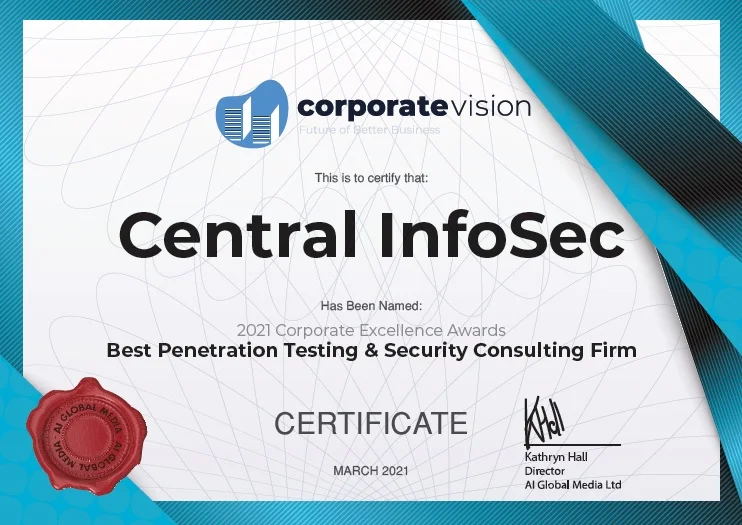 corporatevision
Future of Better Business
This is to certify that:
Central InfoSec
Has Been Named:
2021 Corporate Excellence Awards
Best Penetration Testing & Security Consulting Firm
AI GLOBAL MEDIA · AI GLOBAL MEDIA ·
CERTIFICATE
MARCH 2021
KHall
Kathryn Hall
Director
AI Global Media Ltd